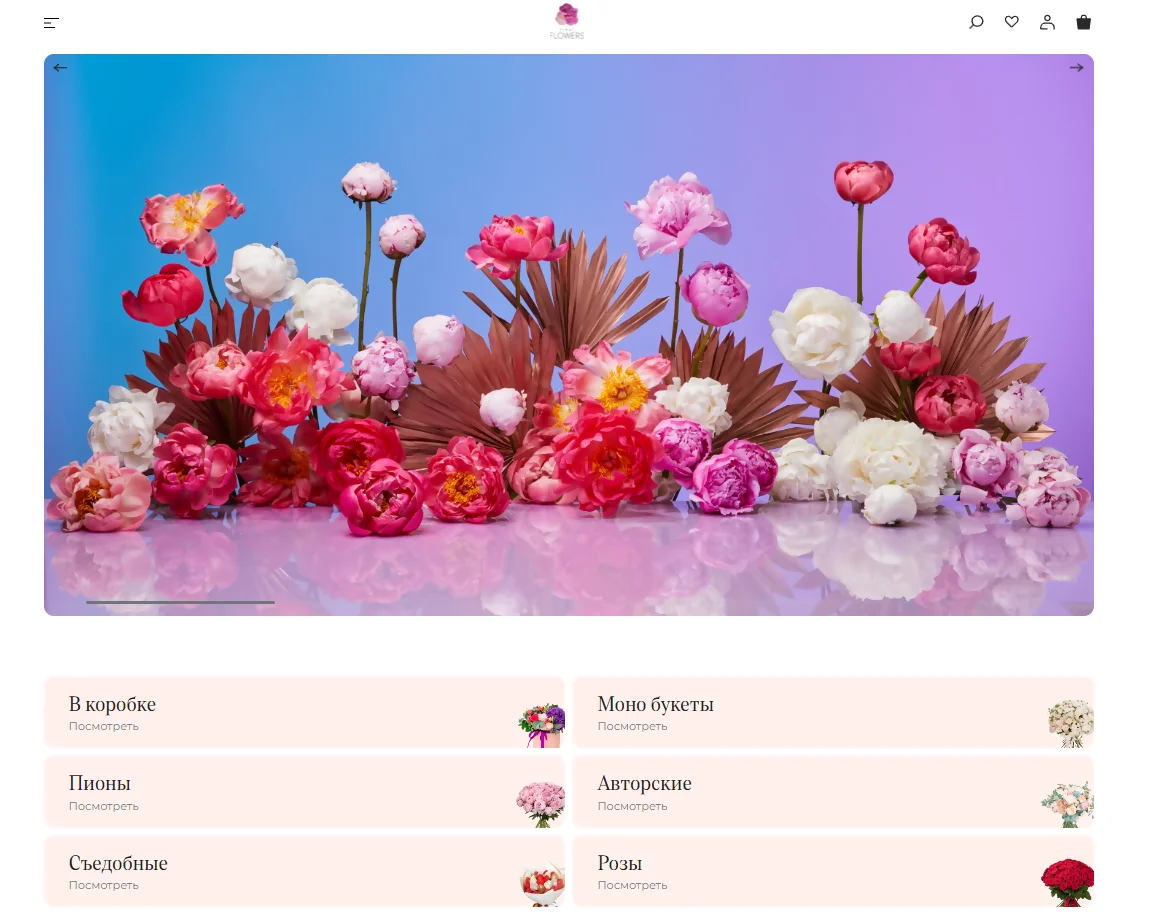 FLOWERS
В коробке
Посмотреть
Моно букеты
Посмотреть
Пионы
Посмотреть
Авторские
Посмотреть
Съедобные
Посмотреть
Розы
Посмотреть